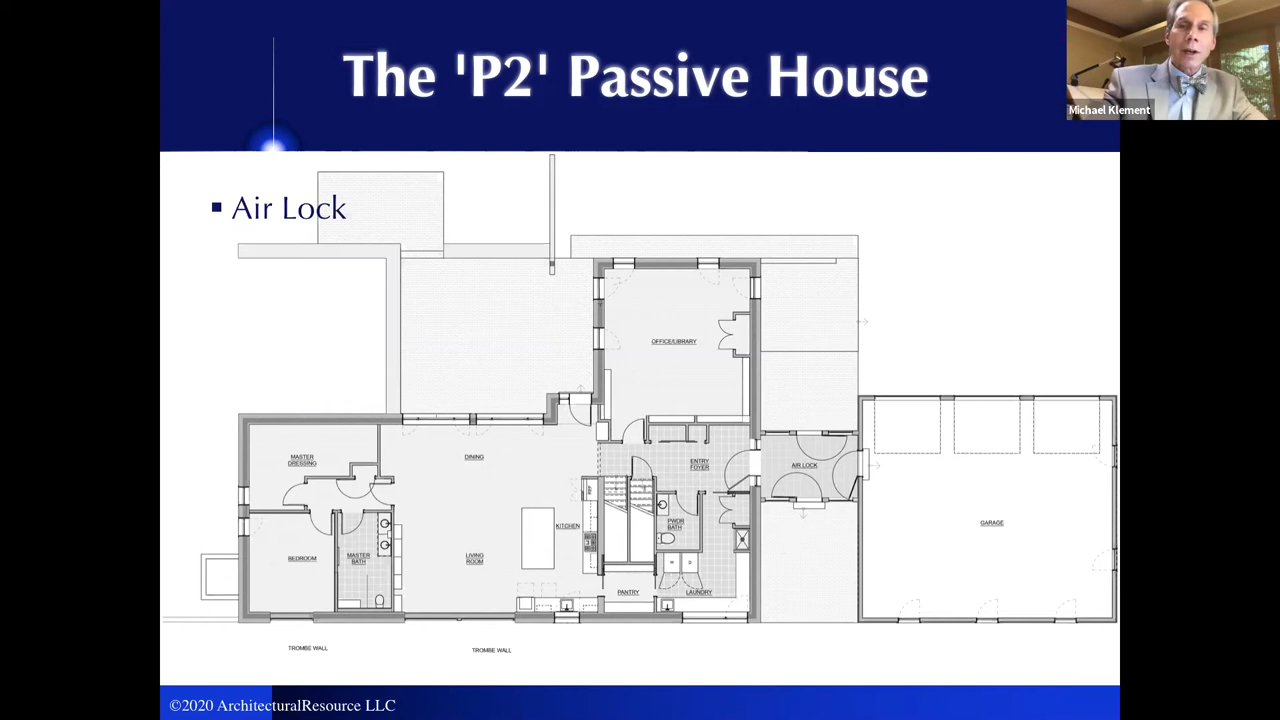 The 'P2' Passive House
Michael Klement
▪ Air Lock
OFFICE/LIBRARY
MASTER
DRESSING
DINING
ENTRY
FOYER
AIR LOCK
REF
KITCHEN
PWDR
BATH
GARAGE
BEDROOM
MASTER
BATH
LIVING
ROOM
PANTRY
LAUNDRY
TROMBE WALL
TROMBE WALL
©2020 ArchitecturalResource LLC